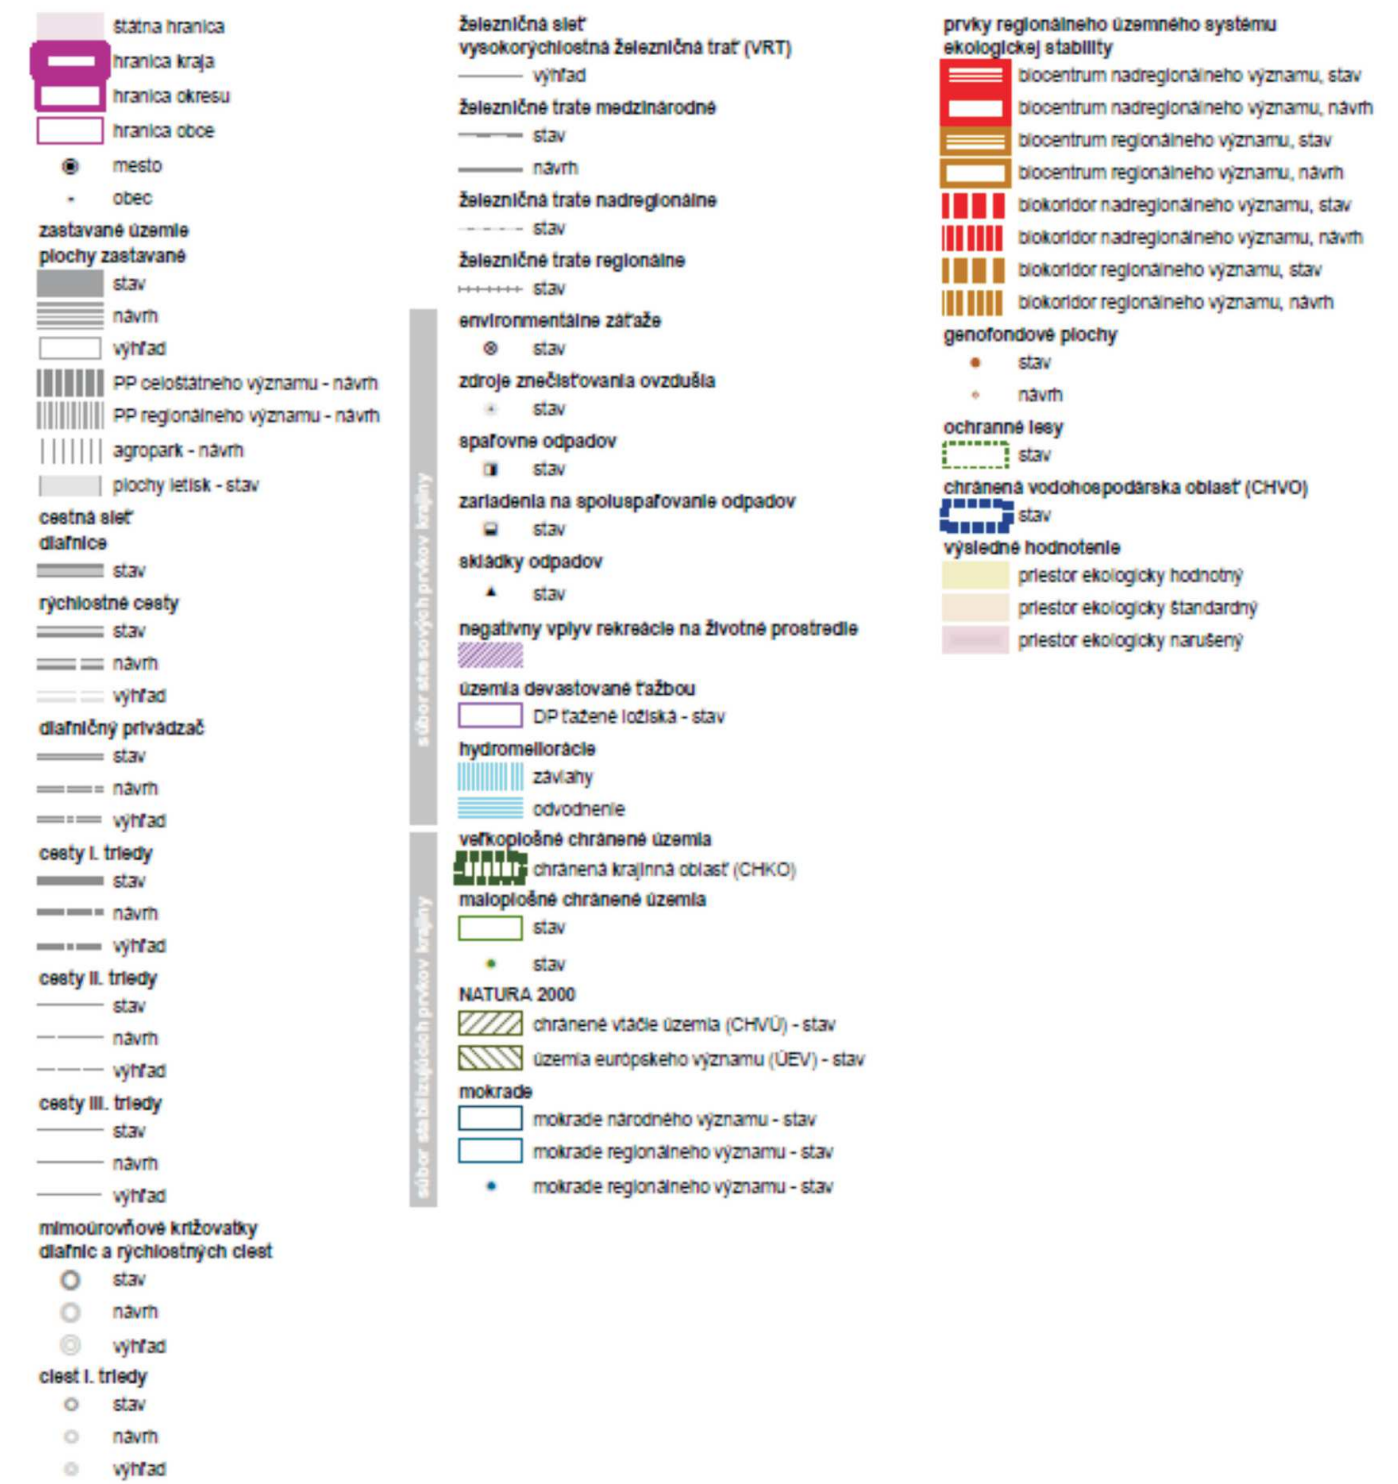 štátna hranica
hranica kraja
hranica okresu
hranica obce
mesto
obec
zastavané územie
plochy zastavané
stav
návrh
výhľad
PP celoštátneho významu - návrh
PP regionálneho významu - návrh
agropark - návrh
plochy letísk - stav
cestná sieť
diaľnice
stav
rýchlostné cesty
stav
návrh
výhľad
diaľničný privádzač
stav
návrh
výhľad
cesty I. triedy
stav
návrh
výhľad
cesty II. triedy
stav
návrh
výhľad
cesty III. triedy
stav
návrh
výhľad
mimoúrovňové križovatky
diaľnic a rýchlostných ciest
stav
návrh
výhľad
ciest I. triedy
stav
návrh
výhľad
železničná sieť
vysokorýchlostná železničná trať (VRT)
výhľad
železničné trate medzinárodné
stav
návrh
železničná trate nadregionálne
stav
železničné trate regionálne
stav
súbor stresových prvkov krajiny
environmentálne záťaže
stav
zdroje znečisťovania ovzdušia
stav
spaľovne odpadov
stav
zariadenia na spoluspaľovanie odpadov
stav
skládky odpadov
stav
negatívny vplyv rekreácie na životné prostredie
územia devastované ťažbou
DP ťažené ložiská - stav
hydromeliorácie
závlahy
odvodnenie
súbor stabilizujúcich prvkov krajiny
veľkoplošné chránené územia
chránená krajinná oblasť (CHKO)
maloplošné chránené územia
stav
stav
NATURA 2000
chránené vtáčie územia (CHVÚ) - stav
územia európskeho významu (ÚEV) - stav
mokrade
mokrade národného významu - stav
mokrade regionálneho významu - stav
mokrade regionálneho významu - stav
prvky regionálneho územného systému
ekologickej stability
biocentrum nadregionálneho významu, stav
biocentrum nadregionálneho významu, návrh
biocentrum regionálneho významu, stav
biocentrum regionálneho významu, návrh
biokoridor nadregionálneho významu, stav
biokoridor nadregionálneho významu, návrh
biokoridor regionálneho významu, stav
biokoridor regionálneho významu, návrh
genofondové plochy
stav
návrh
ochranné lesy
stav
chránená vodohospodárska oblasť (CHVO)
stav
výsledné hodnotenie
priestor ekologicky hodnotný
priestor ekologicky štandardný
priestor ekologicky narušený